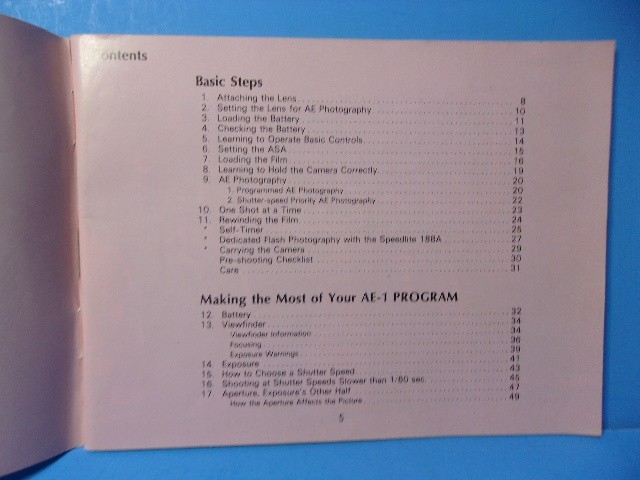 Contents
Basic Steps
1. Attaching the Lens 8
2. Setting the Lens for AE Photography 10
3. Loading the Battery 11
4. Checking the Battery 13
5. Learning to Operate Basic Controls 14
6. Setting the ASA 15
7. Loading the Film 16
8. Learning to Hold the Camera Correctly 19
9. AE Photography 20
1. Programmed AE Photography 20
2. Shutter-speed Priority AE Photography 22
10. One Shot at a Time 23
11. Rewinding the Film 24
* Self-Timer 25
* Dedicated Flash Photography with the Speedlite 188A 27
* Carrying the Camera 29
Pre-shooting Checklist 30
Care 31
Making the Most of Your AE-1 PROGRAM
12. Battery 32
13. Viewfinder 34
Viewfinder Information 34
Focusing 36
Exposure Warnings 39
14. Exposure 41
15. How to Choose a Shutter Speed 43
16. Shooting at Shutter Speeds Slower than 1/60 sec. 45
17. Aperture, Exposure's Other Half 47
How the Aperture Affects the Picture 49
5